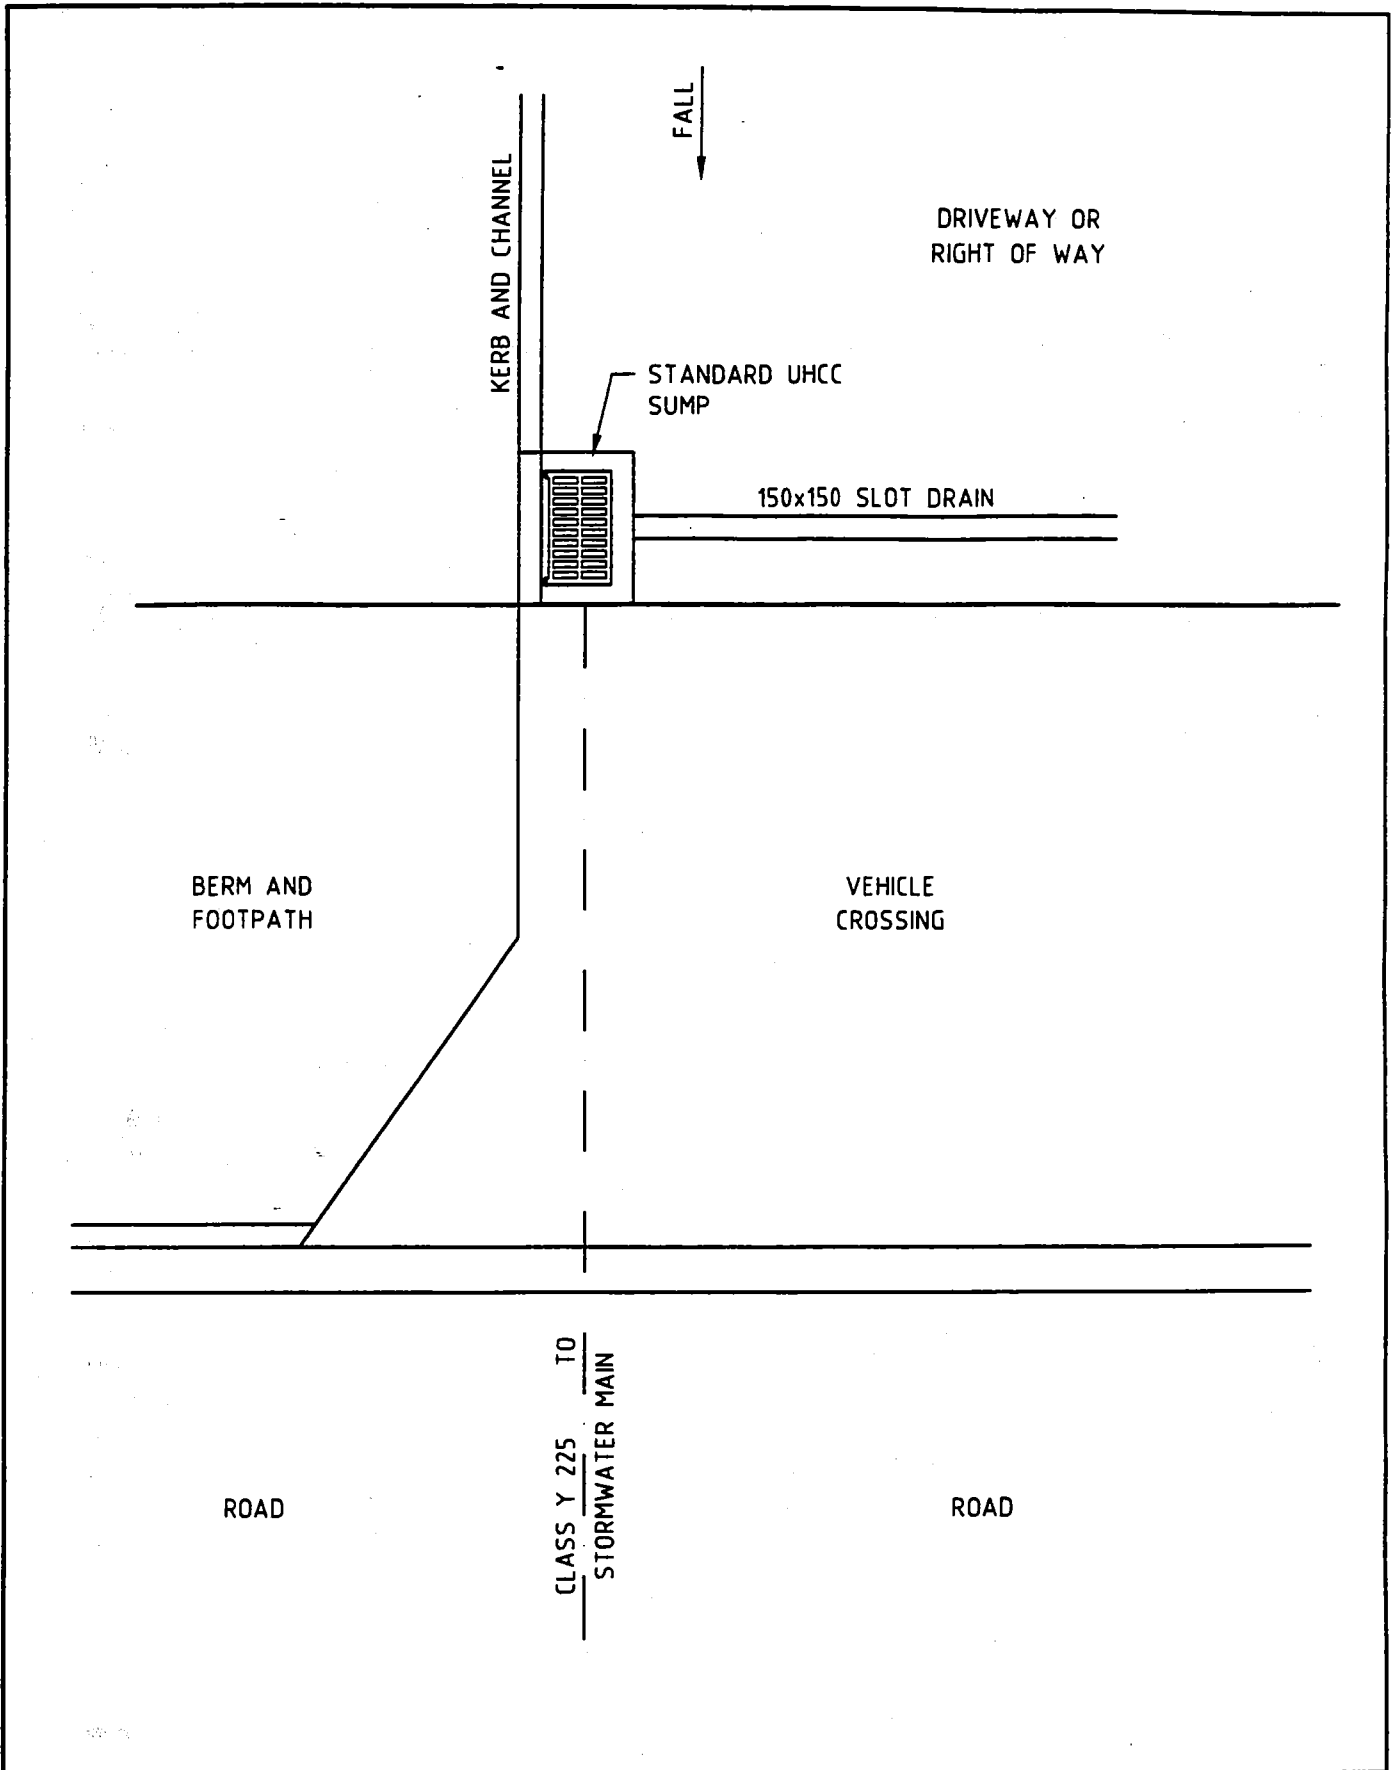 FALL
KERB AND CHANNEL
DRIVEWAY OR
RIGHT OF WAY
STANDARD UHCC
SUMP
150x150 SLOT DRAIN
BERM AND
FOOTPATH
VEHICLE
CROSSING
CLASS Y 225 TO
STORMWATER MAIN
ROAD
ROAD